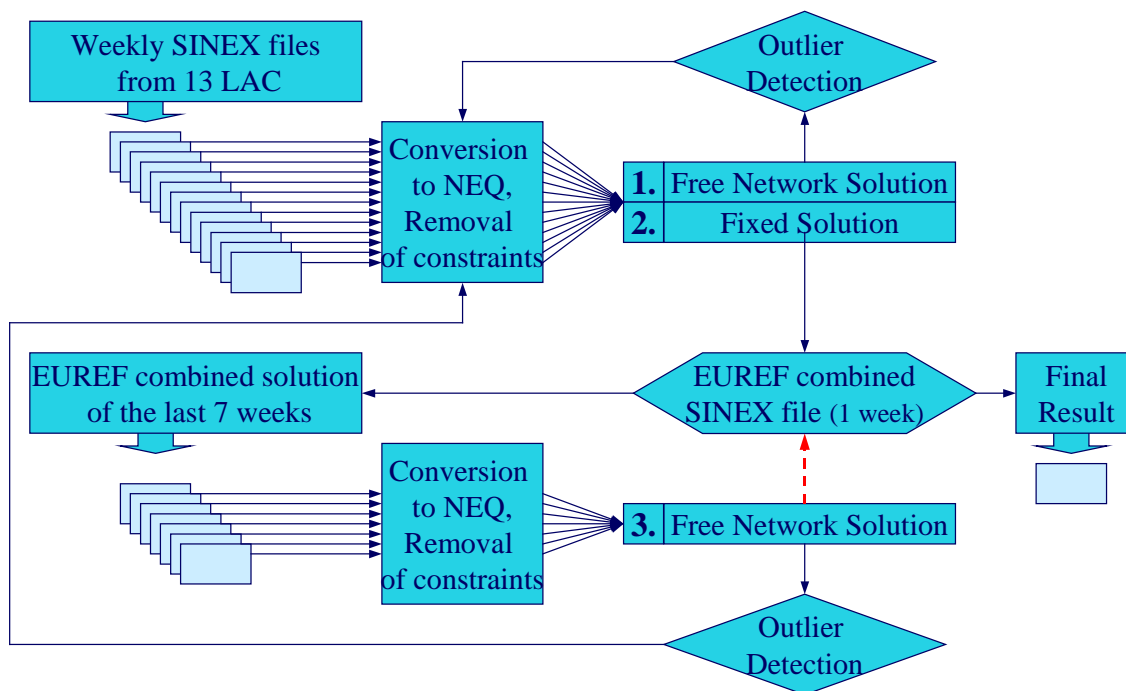 Weekly SINEX files
from 13 LAC
Outlier
Detection
Conversion
to NEQ,
Removal
of constraints
1. Free Network Solution
2. Fixed Solution
EUREF combined solution
of the last 7 weeks
EUREF combined
SINEX file (1 week)
Final
Result
Conversion
to NEQ,
Removal
of constraints
3. Free Network Solution
Outlier
Detection